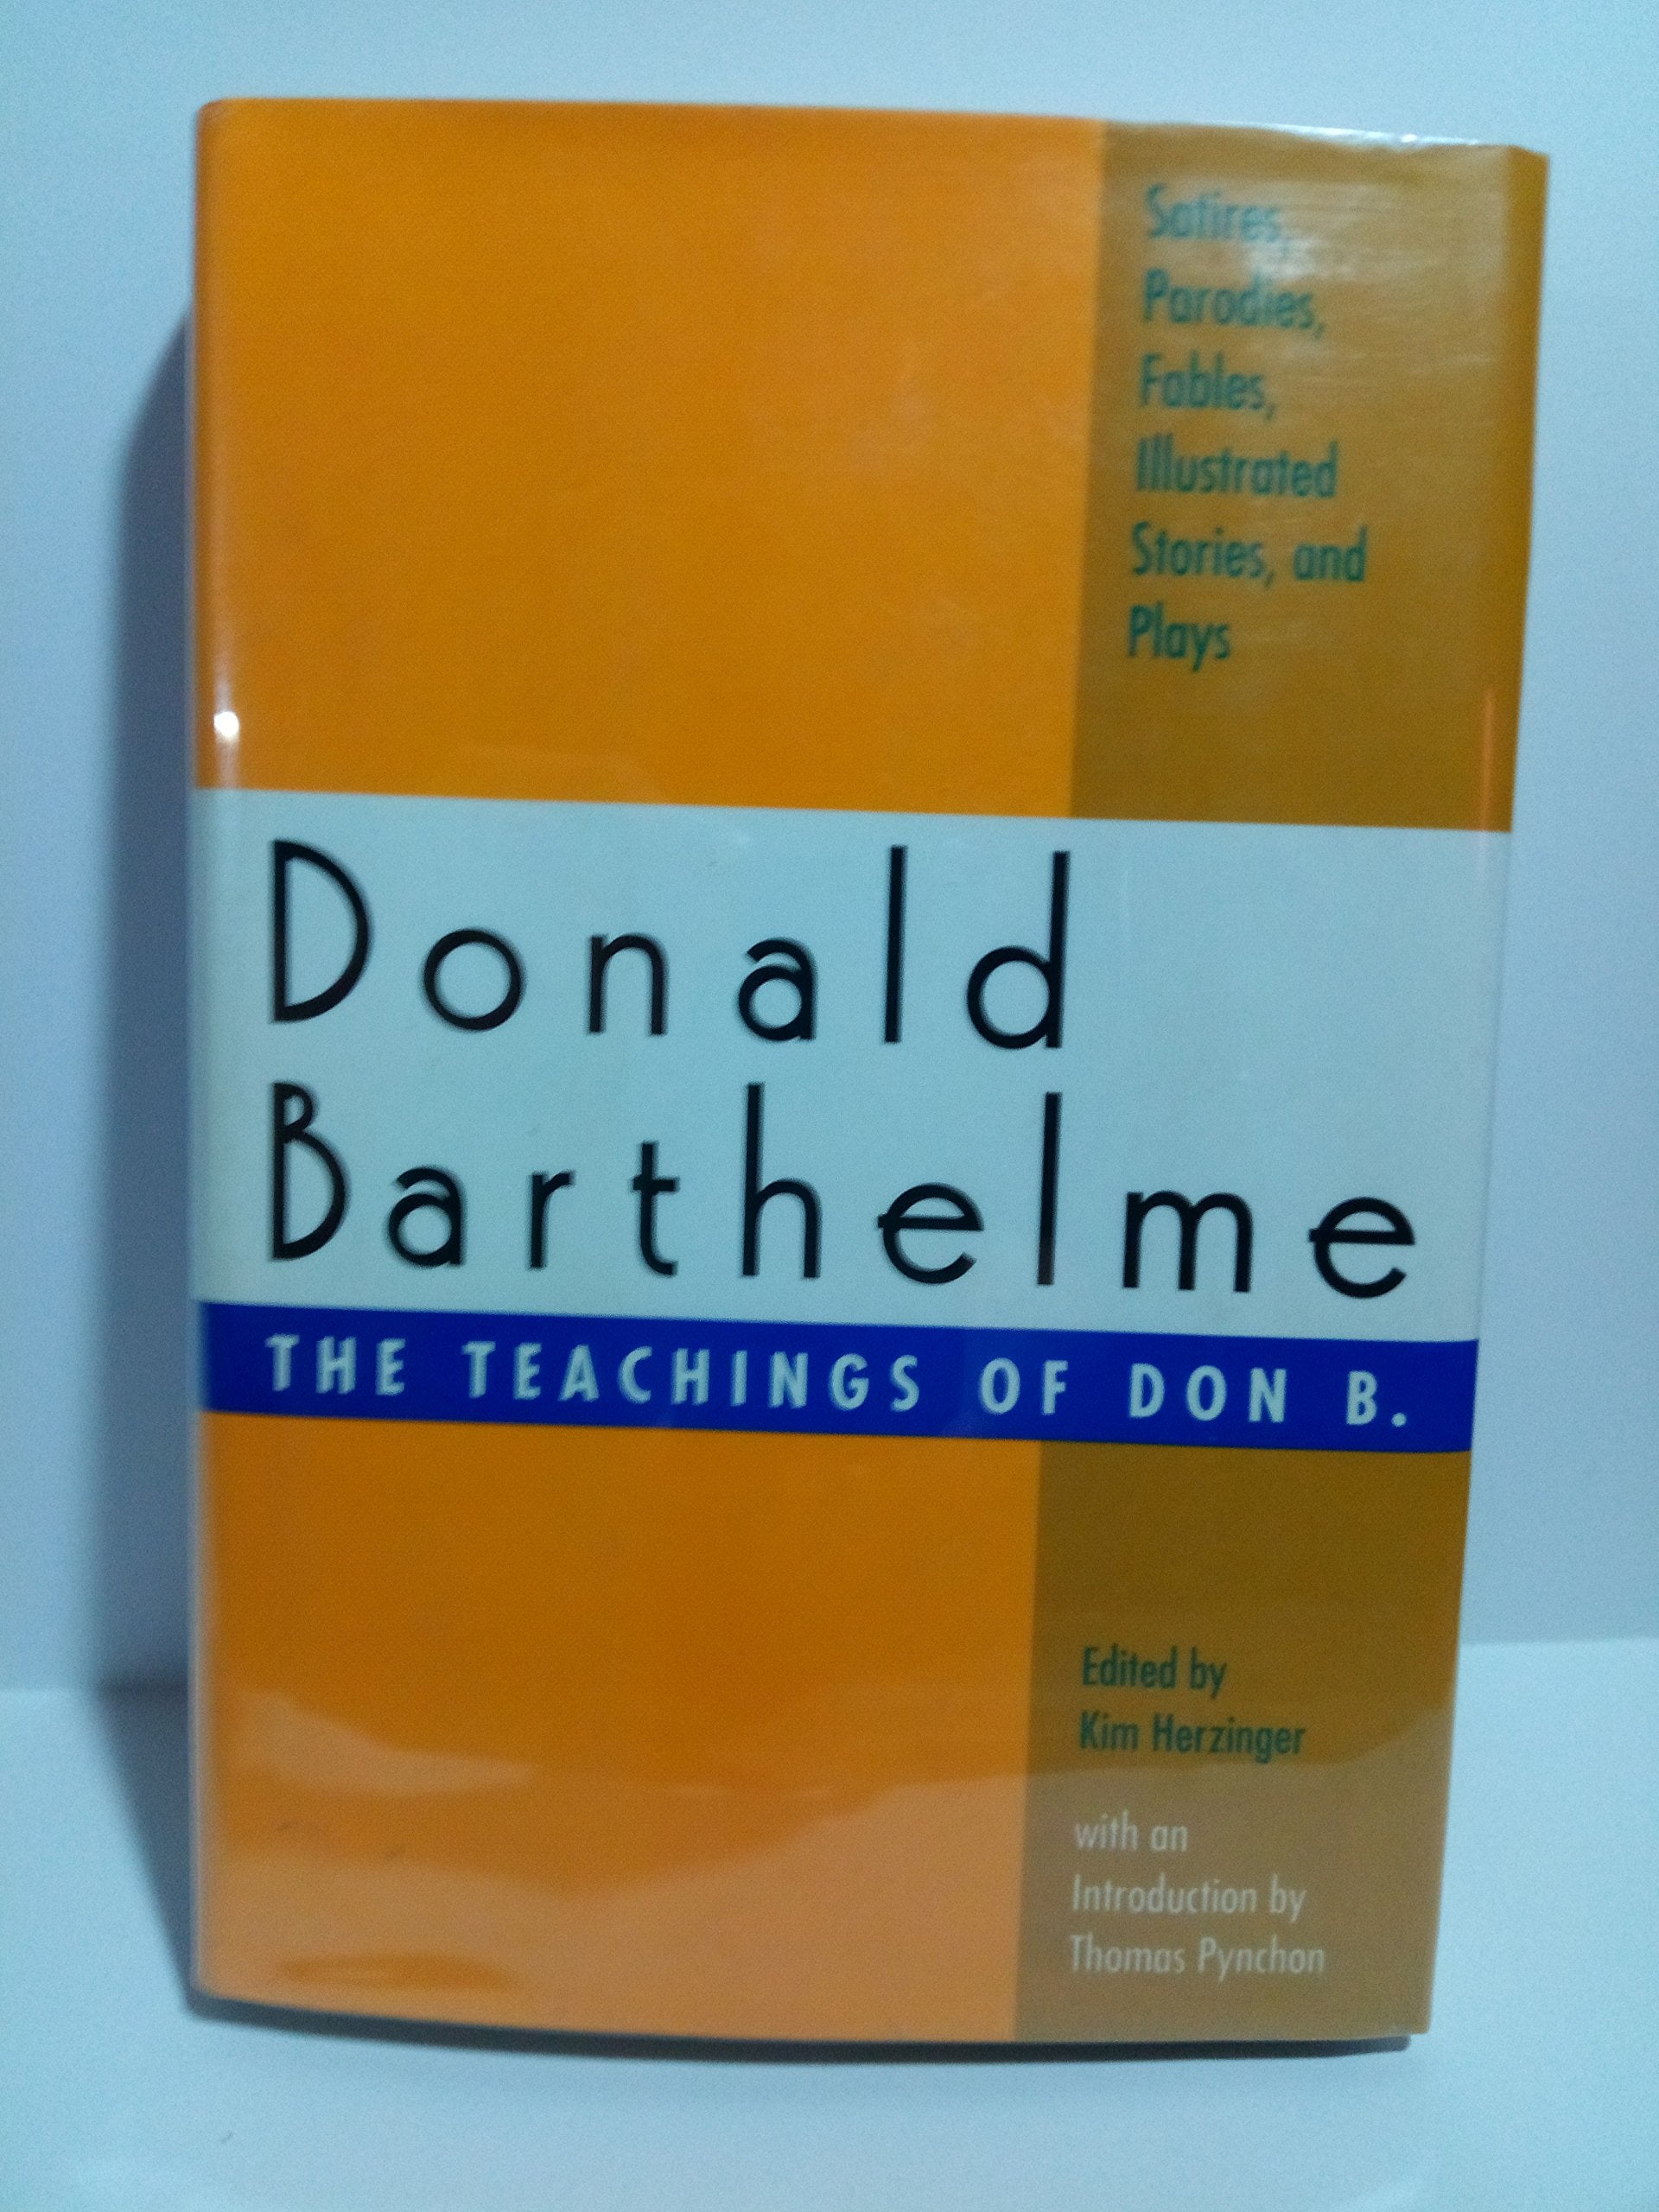 Satires,
Parodies,
Fables,
Illustrated
Stories, and
Plays
Donald
Barthelme
THE TEACHINGS OF DON B.
Edited by
Kim Herzinger
with an
Introduction by
Thomas Pynchon